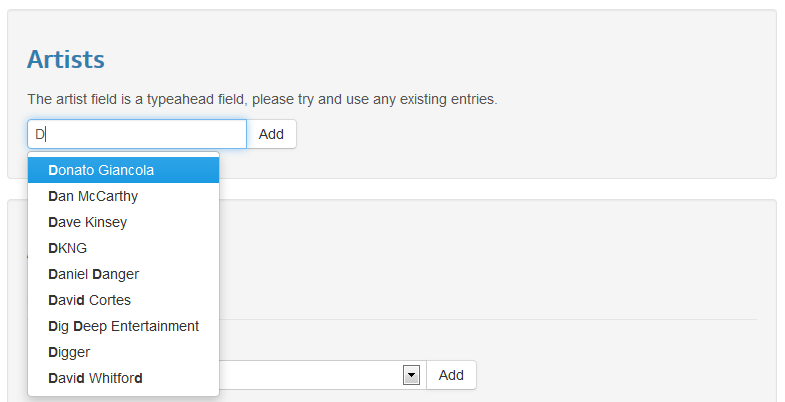 Artists
The artist field is a typeahead field, please try and use any existing entries.
D Add
Donato Giancola
Dan McCarthy
Dave Kinsey
DKNG
Daniel Danger
David Cortes
Dig Deep Entertainment
Digger
David Whitford
Add